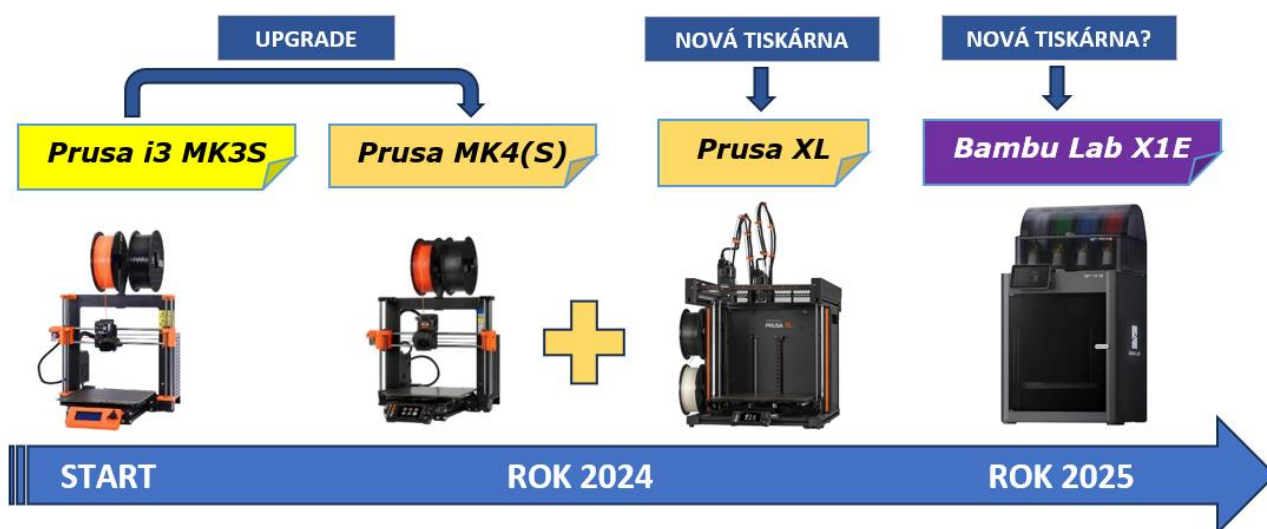 UPGRADE
NOVÁ TISKÁRNA
NOVÁ TISKÁRNA?
Prusa i3 MK3S
Prusa MK4(S)
Prusa XL
Bambu Lab X1E
PRUSA XL
START
ROK 2024
ROK 2025